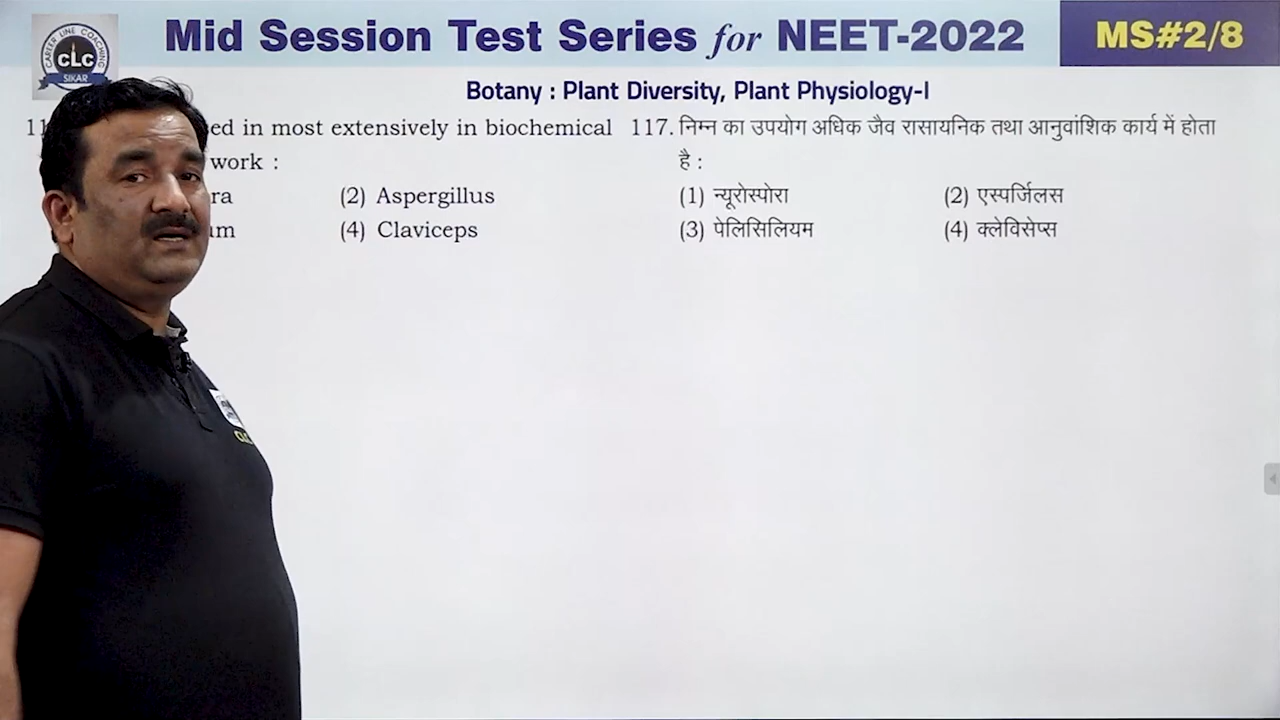 Mid Session Test Series for NEET-2022
MS#2/8
CAREER LINE COACHING
CLC
SIKAR
Botany : Plant Diversity, Plant Physiology-I
in most extensively in biochemical
work :
(2) Aspergillus
(4) Claviceps
117. निम्न का उपयोग अधिक जैव रासायनिक तथा आनुवांशिक कार्य में होता
है :
(1) न्यूरोस्पोरा (2) एस्पर्जिलस
(3) पेलिसिलियम (4) क्लेविसेप्स